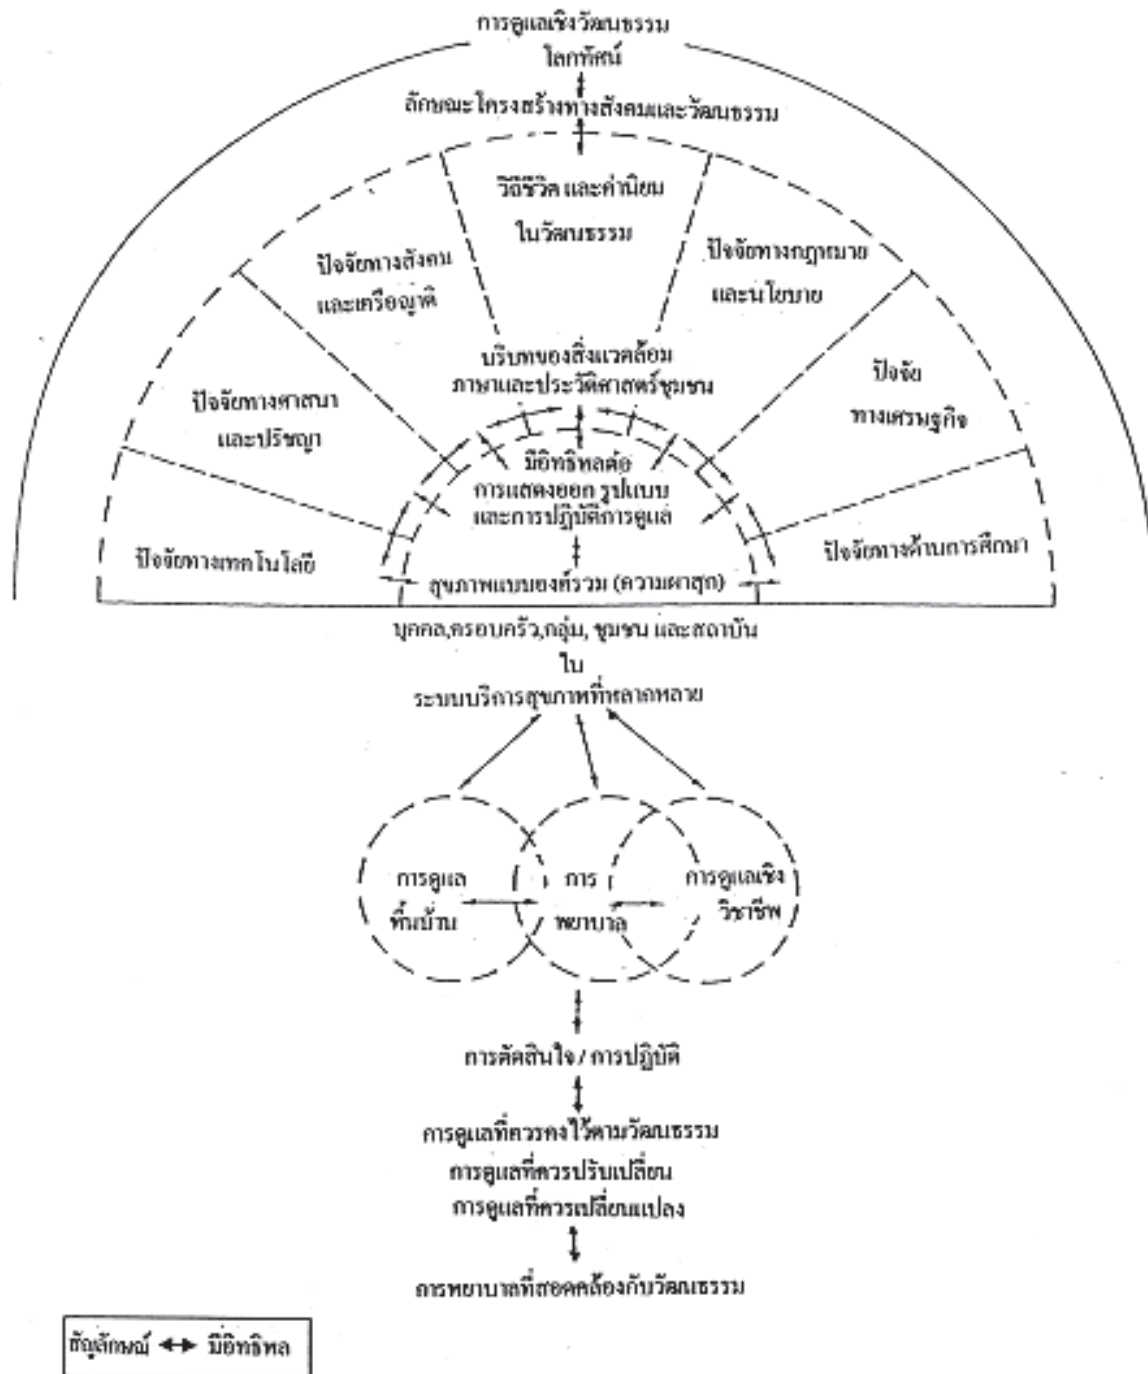 การดูแลเชิงวัฒนธรรม
โลกทัศน์
ลักษณะโครงสร้างทางสังคมและวัฒนธรรม
วิถีชีวิต และค่านิยม
ในวัฒนธรรม
ปัจจัยทางสังคม
และเครือญาติ
ปัจจัยทางกฎหมาย
และนโยบาย
บริบทของสิ่งแวดล้อม
ภาษาและประวัติศาสตร์ชุมชน
ปัจจัยทางศาสนา
และปรัชญา
ปัจจัย
ทางเศรษฐกิจ
มีอิทธิพลต่อ
การแสดงออก รูปแบบ
และการปฏิบัติการดูแล
ปัจจัยทางเทคโนโลยี
ปัจจัยทางด้านการศึกษา
สุขภาพแบบองค์รวม (ความผาสุก)
บุคคล,ครอบครัว,กลุ่ม, ชุมชน และสถาบัน
ใน
ระบบบริการสุขภาพที่หลากหลาย
การดูแล
พื้นบ้าน
การ
พยาบาล
การดูแลเชิง
วิชาชีพ
การตัดสินใจ / การปฏิบัติ
การดูแลที่ควรคงไว้ตามวัฒนธรรม
การดูแลที่ควรปรับเปลี่ยน
การดูแลที่ควรเปลี่ยนแปลง
การพยาบาลที่สอดคล้องกับวัฒนธรรม
สัญลักษณ์ ↔ มีอิทธิพล